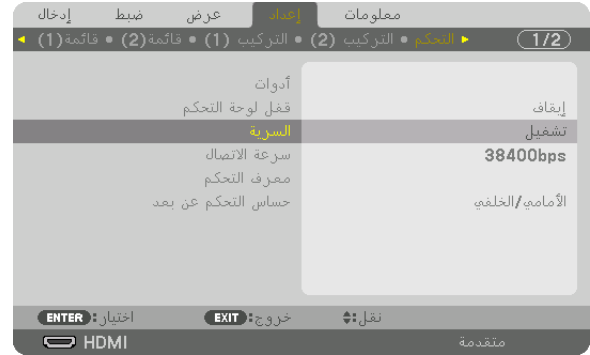 إدخال ضبط عرض إعداد معلومات
قائمة(1) • قائمة(2) • التركيب (1) • التركيب (2) • التحكم 1/2
أدوات
قفل لوحة التحكم إيقاف
السرية تشغيل
سرعة الاتصال 38400bps
معرف التحكم
حساس التحكم عن بعد الأمامي/الخلفي
ENTER :اختيار EXIT :خروج نقل:
HDMI متقدمة